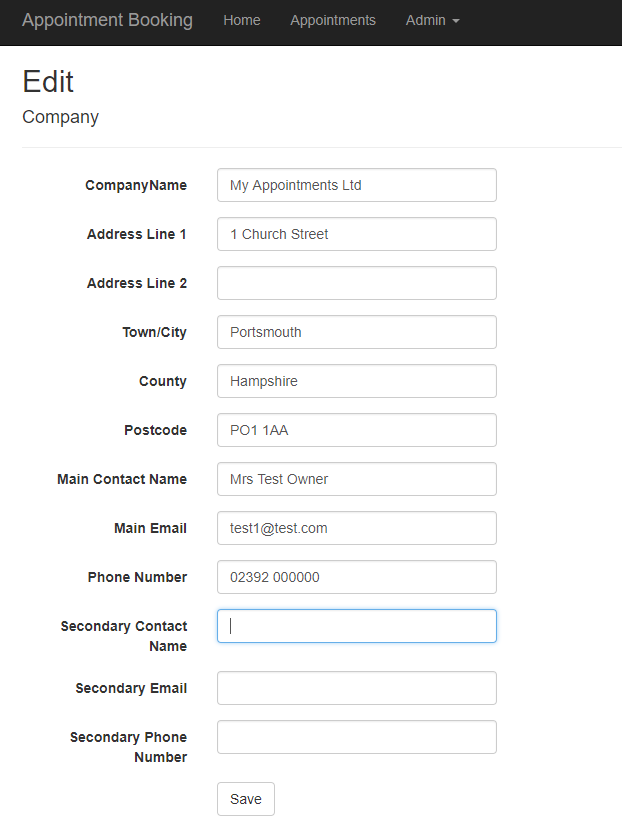 Appointment Booking Home Appointments Admin
Edit
Company
CompanyName My Appointments Ltd
Address Line 1 1 Church Street
Address Line 2
Town/City Portsmouth
County Hampshire
Postcode PO1 1AA
Main Contact Name Mrs Test Owner
Main Email test1@test.com
Phone Number 02392 000000
Secondary Contact
Name
Secondary Email
Secondary Phone
Number
Save